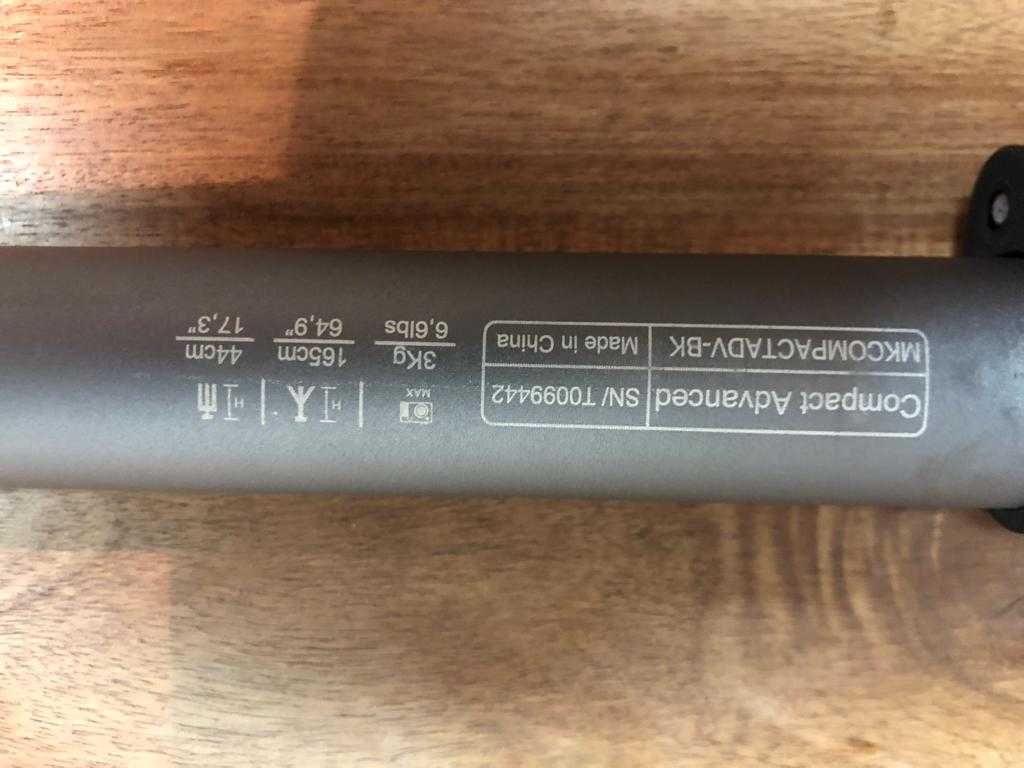 Compact Advanced SN/ T0099442
MKCOMPACTADV-BK Made in China
MAX H H
3Kg 165cm 44cm
6,6lbs 64,9" 17,3"